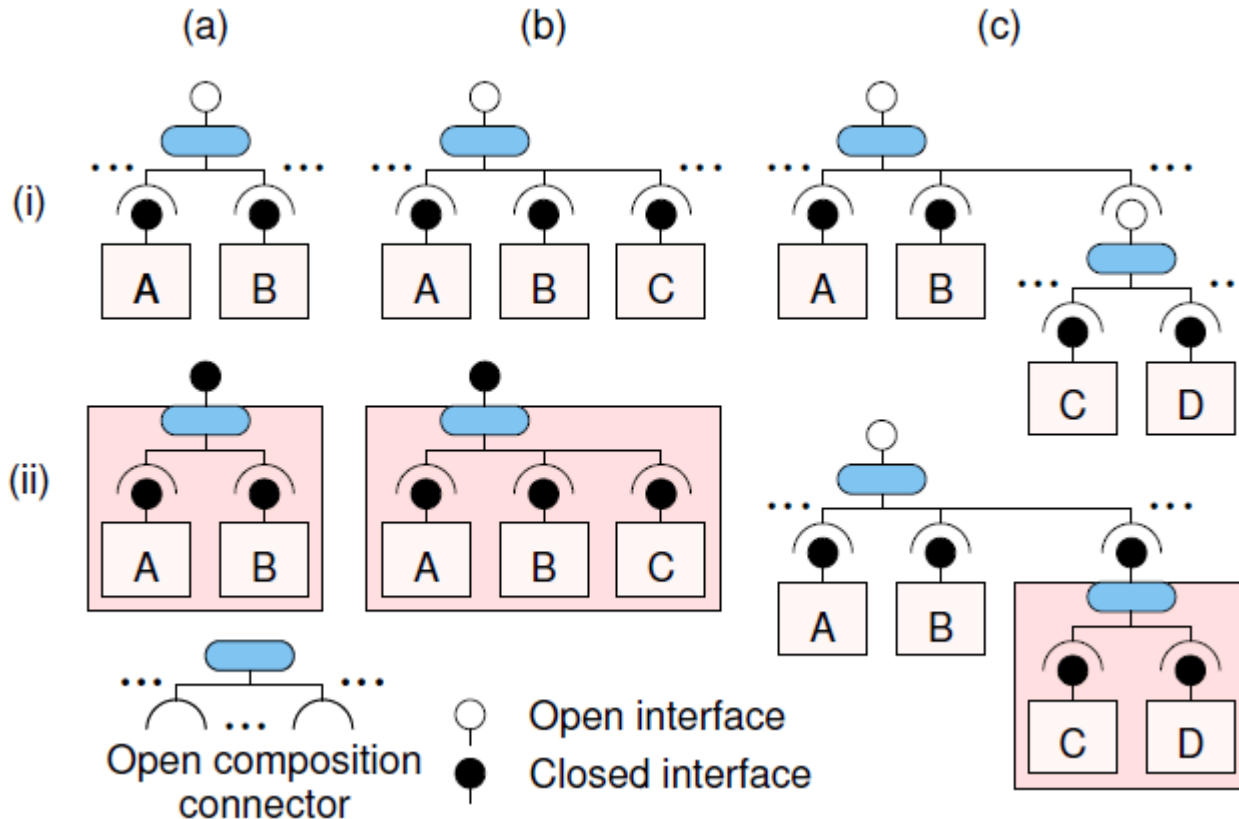 (a) (b) (c)
... ... ... ... ...
(i)
A B A B C A B
... ...
C D
(ii)
... ...
A B A B C
A B
... ...
... Open interface
C D
Open composition Closed interface
connector